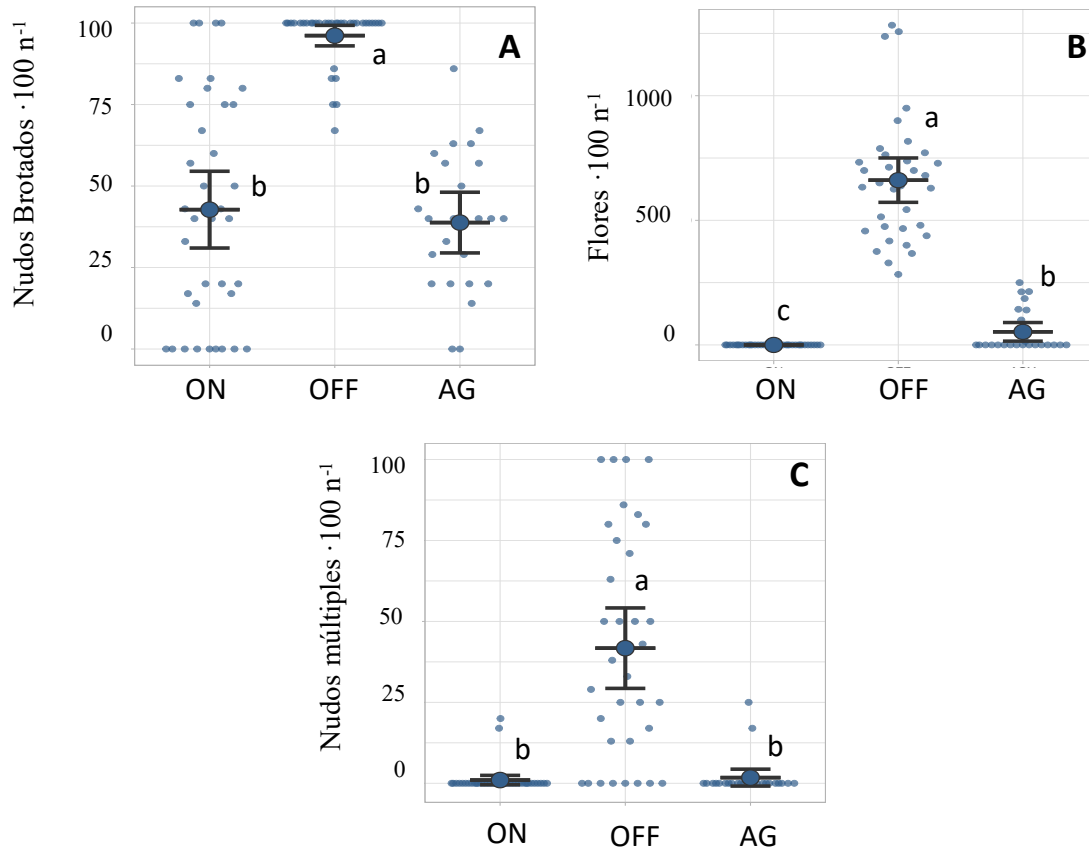 A
Nudos Brotados ·100 n⁻¹
100
75
50
25
0
b
a
b
ON
OFF
AG
B
Flores ·100 n⁻¹
1000
500
0
c
a
b
ON
OFF
AG
C
Nudos múltiples ·100 n⁻¹
100
75
50
25
0
b
a
b
ON
OFF
AG